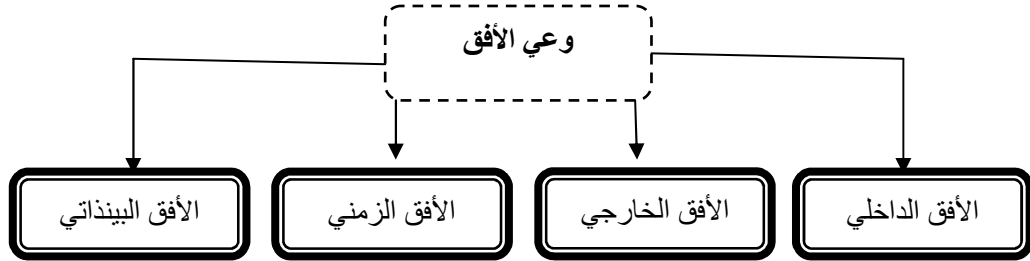 وعي الأفق
الأفق الداخلي
الأفق الخارجي
الأفق الزمني
الأفق البينذاتي